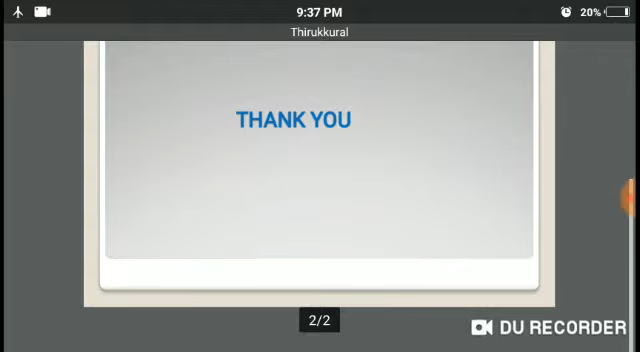 9:37 PM
20%
Thirukkural
THANK YOU
2/2
DU RECORDER